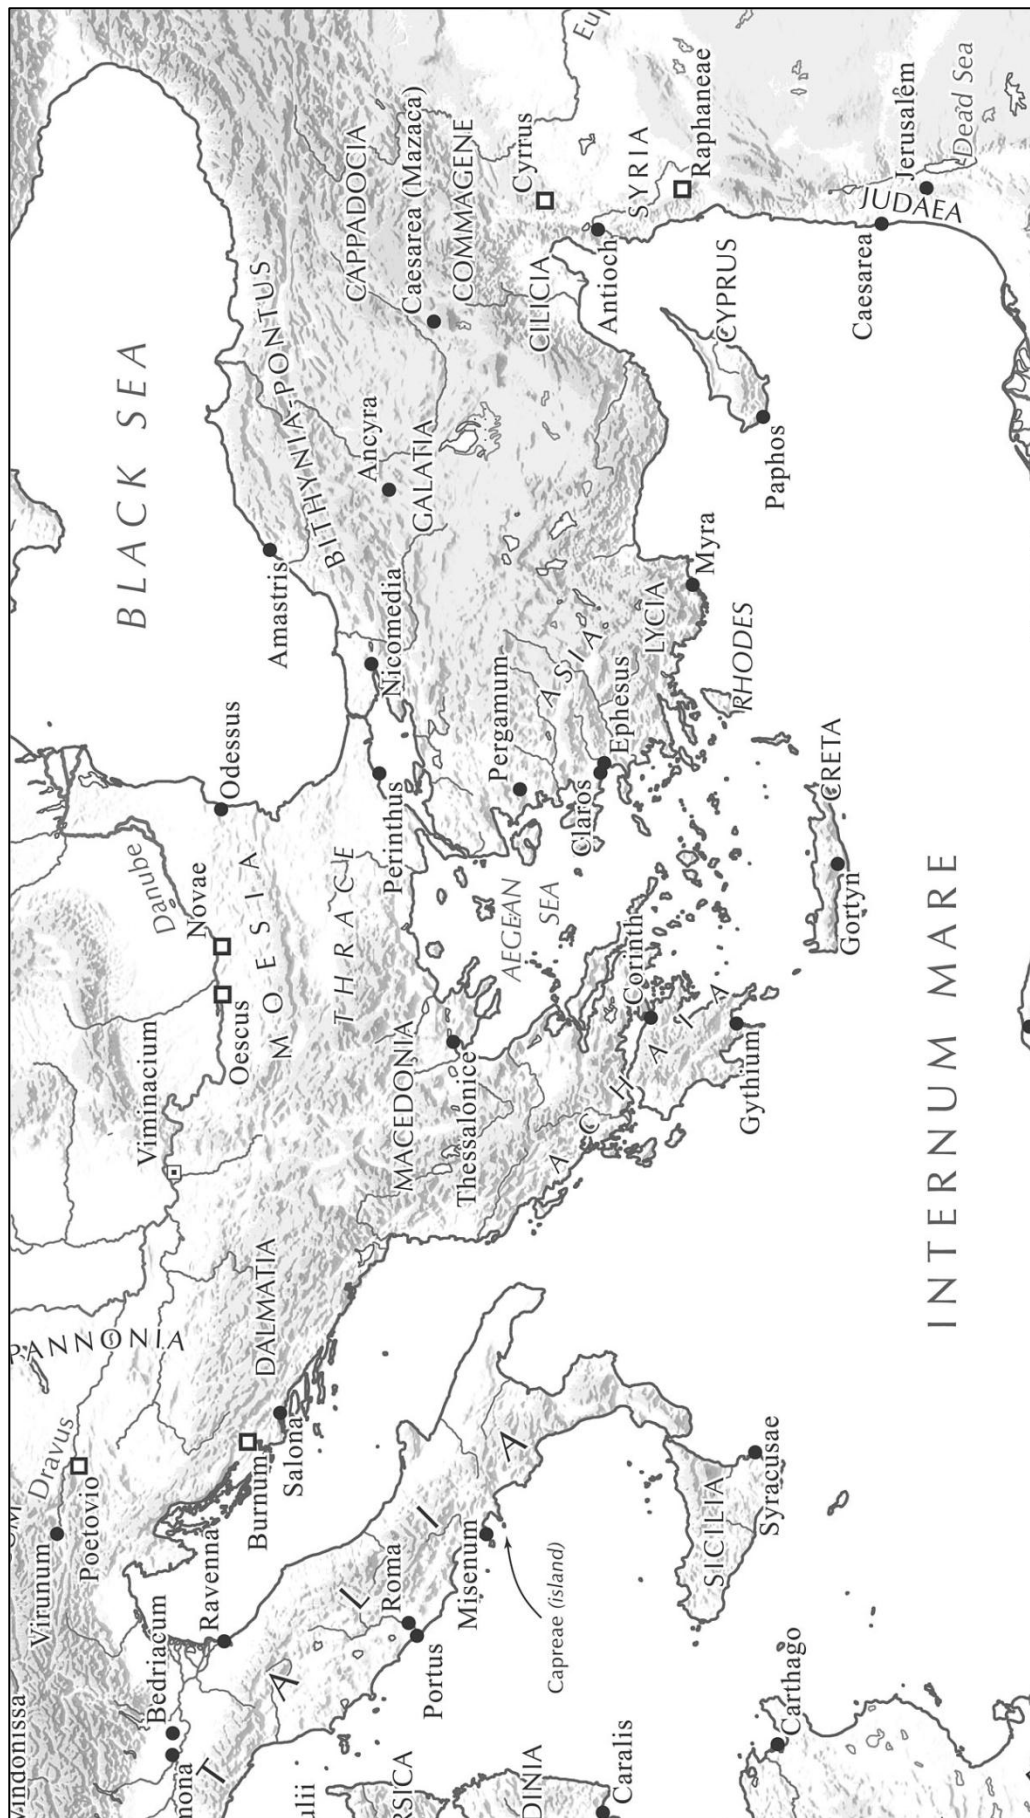 Vindonissa
Virunum
Dravus
Poetovio
PANNONIA
Bedriacum
Ravenna
Burnum
Salona
DALMATIA
Viminacium
Oescus
Novae
Danube
MOESIA
Odessus
BLACK SEA
THRACE
Perinthus
Amastris
BITHYNIA-PONTUS
Nicomedia
Ancyra
GALATIA
CAPPADOCIA
Caesarea (Mazaca)
COMMAGENE
Roma
Portus
Misenum
Capreae (island)
MACEDONIA
Thessalonice
AEGEAN
SEA
Pergamum
ASIA
Claros
Ephesus
LYCIA
Myra
RHODES
CILICIA
Cyrrus
Antioch
SYRIA
Raphaneae
CYPRUS
Paphos
Caralis
SICILIA
Syracusae
Carthago
ACHAIA
Corinth
Gythium
CRETA
Gortyn
INTERNUM MARE
Caesarea
JUDAEA
Jerusalem
Dead Sea